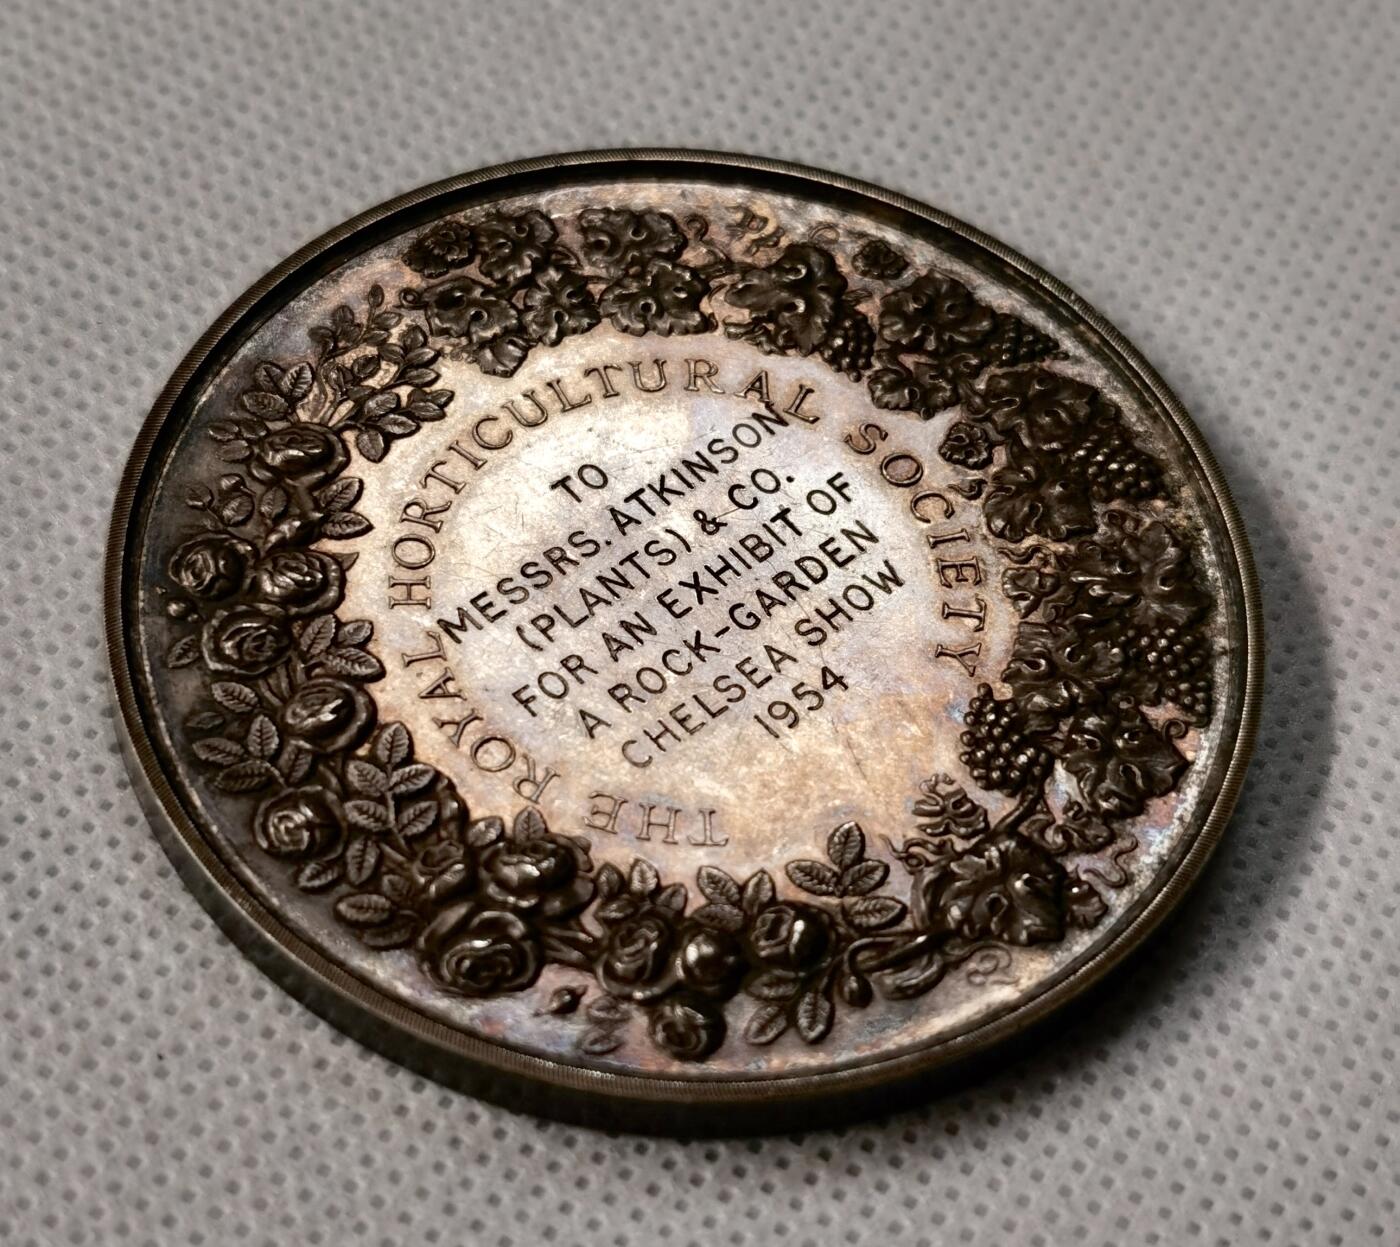 THE ROYAL HORTICULTURAL SOCIETY
TO
MESSRS. ATKINSON
(PLANTS) & CO.
FOR AN EXHIBIT OF
A ROCK-GARDEN
CHELSEA SHOW
1954